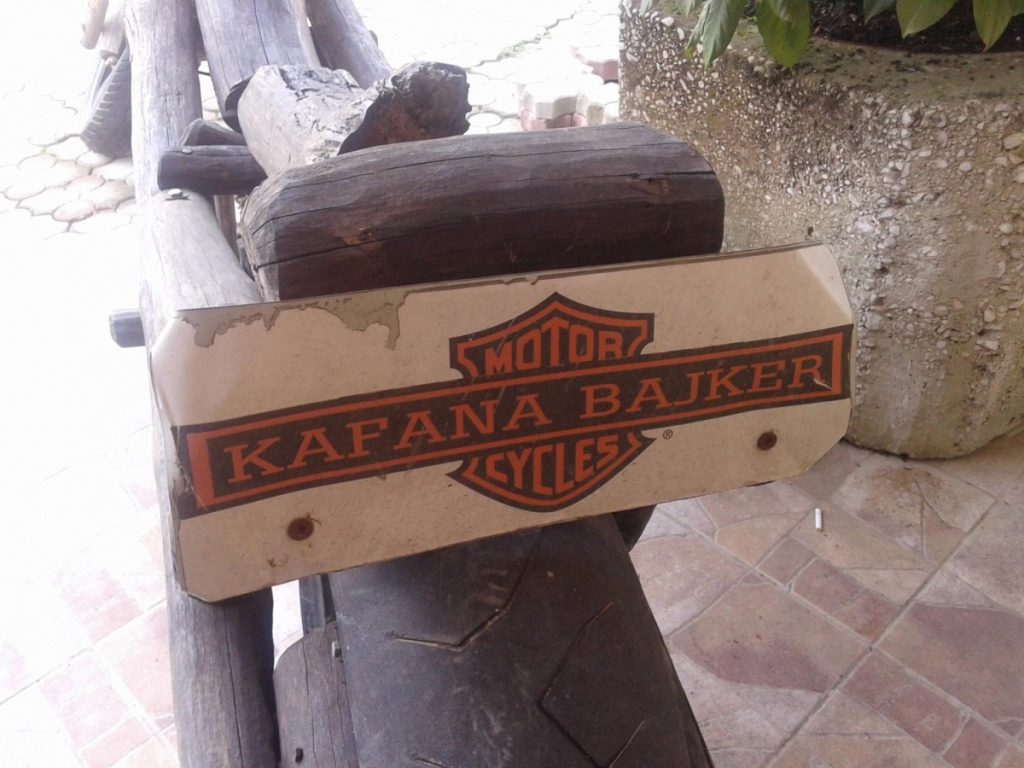 MOTOR
KAFANA BAJKER
CYCLES
®